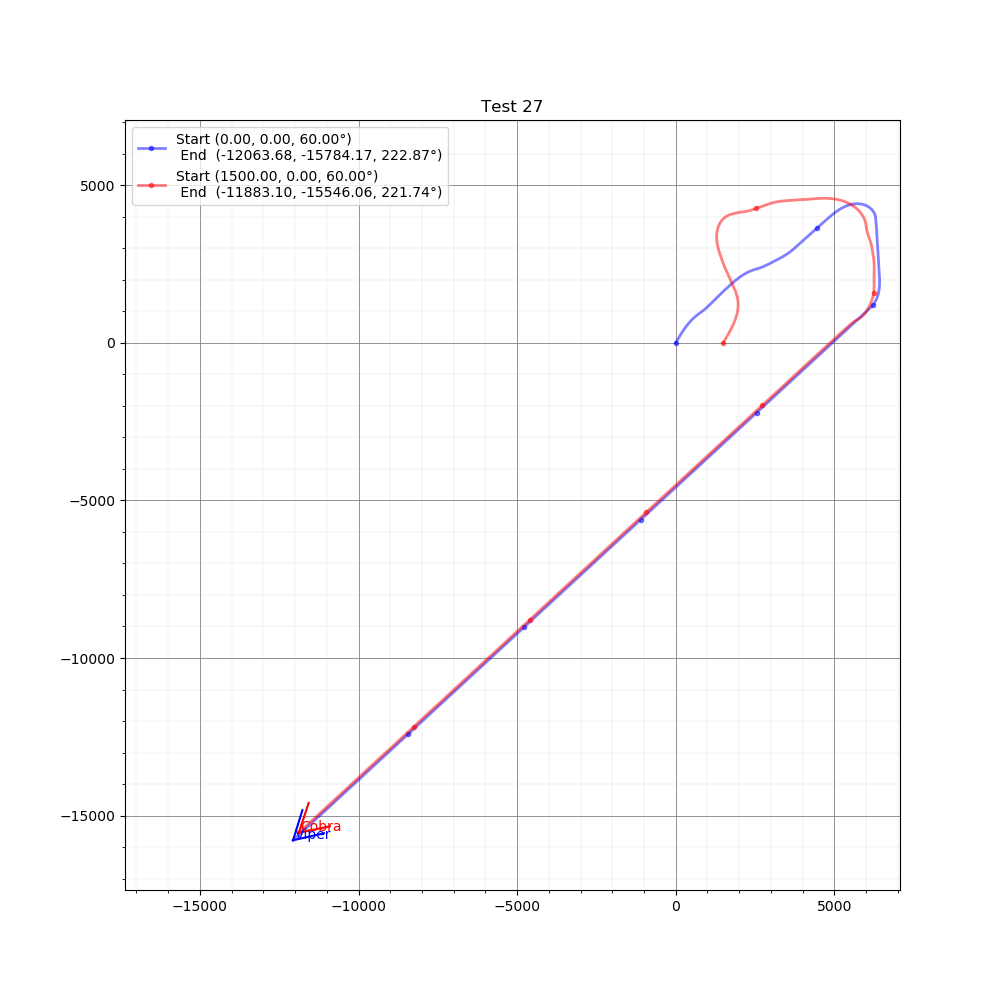 Test 27
Start (0.00, 0.00, 60.00°)
End  (-12063.68, -15784.17, 222.87°)
Start (1500.00, 0.00, 60.00°)
End  (-11883.10, -15546.06, 221.74°)
5000
0
−5000
−10000
−15000
Cobra
Viper
−15000
−10000
−5000
0
5000